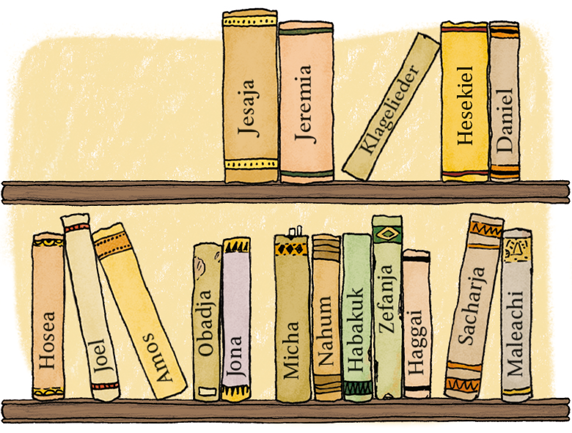 Jesaja
Jeremia
Klagelieder
Hesekiel
Daniel
Hosea
Joel
Amos
Obadja
Jona
Micha
Nahum
Habakuk
Zefanja
Haggai
Sacharja
Maleachi